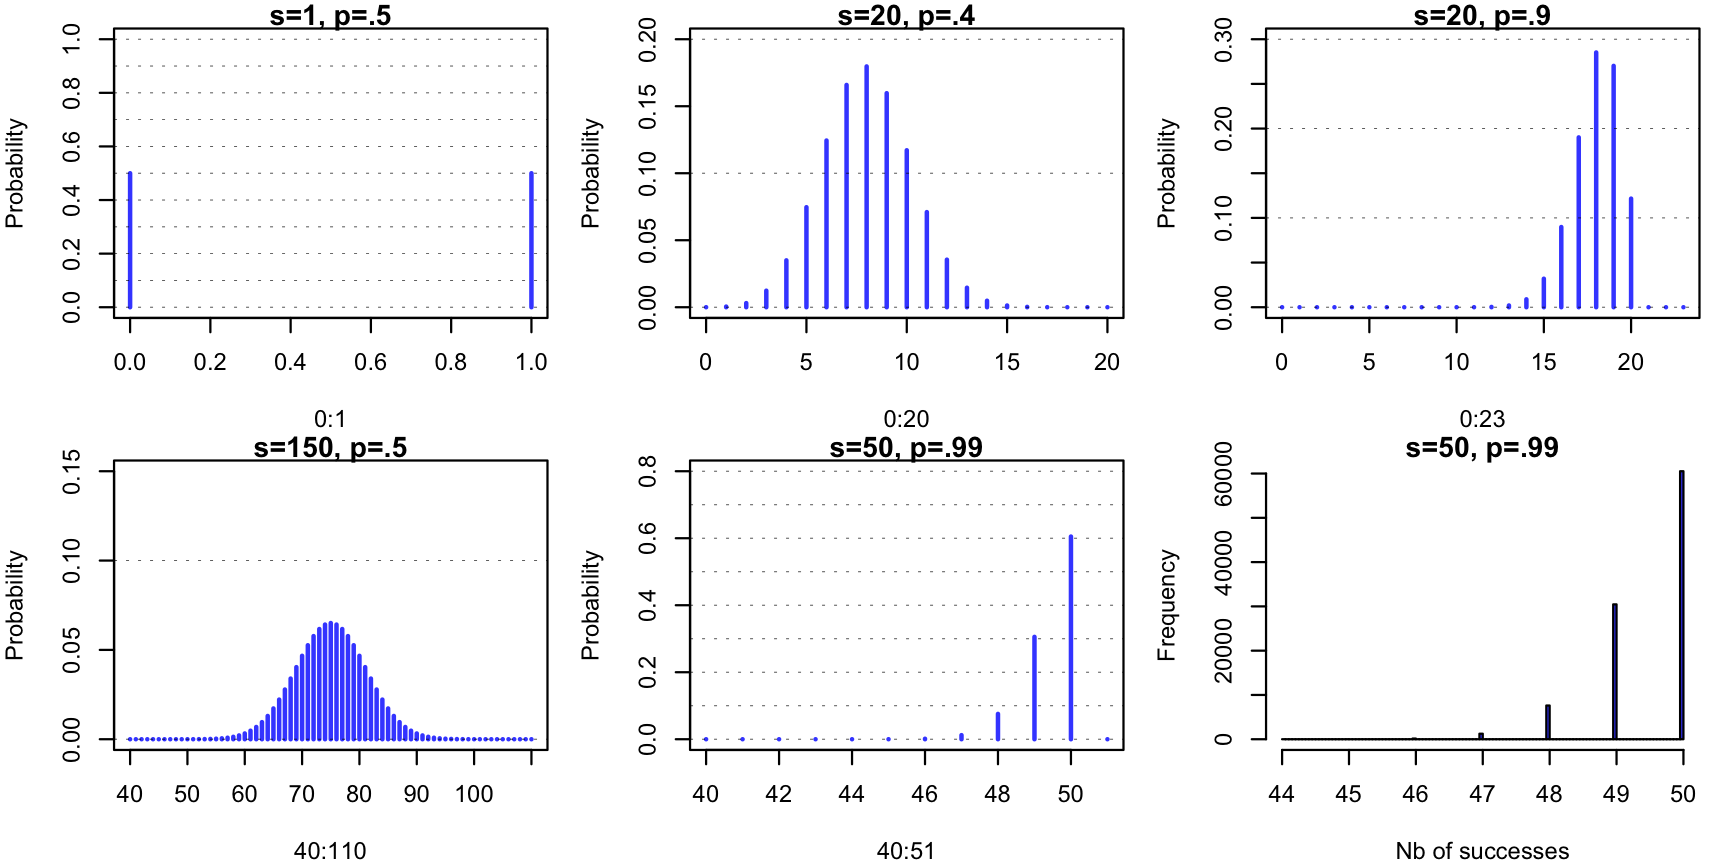 s=1, p=.5
Probability
0.0 0.2 0.4 0.6 0.8 1.0
0.0 0.2 0.4 0.6 0.8 1.0
0:1
s=20, p=.4
Probability
0.00 0.05 0.10 0.15 0.20
0 5 10 15 20
0:20
s=20, p=.9
Probability
0.00 0.10 0.20 0.30
0 5 10 15 20
0:23
s=150, p=.5
Probability
0.00 0.05 0.10 0.15
40 50 60 70 80 90 100
40:110
s=50, p=.99
Probability
0.0 0.2 0.4 0.6 0.8
40 42 44 46 48 50
40:51
s=50, p=.99
Frequency
0 20000 40000 60000
44 45 46 47 48 49 50
Nb of successes